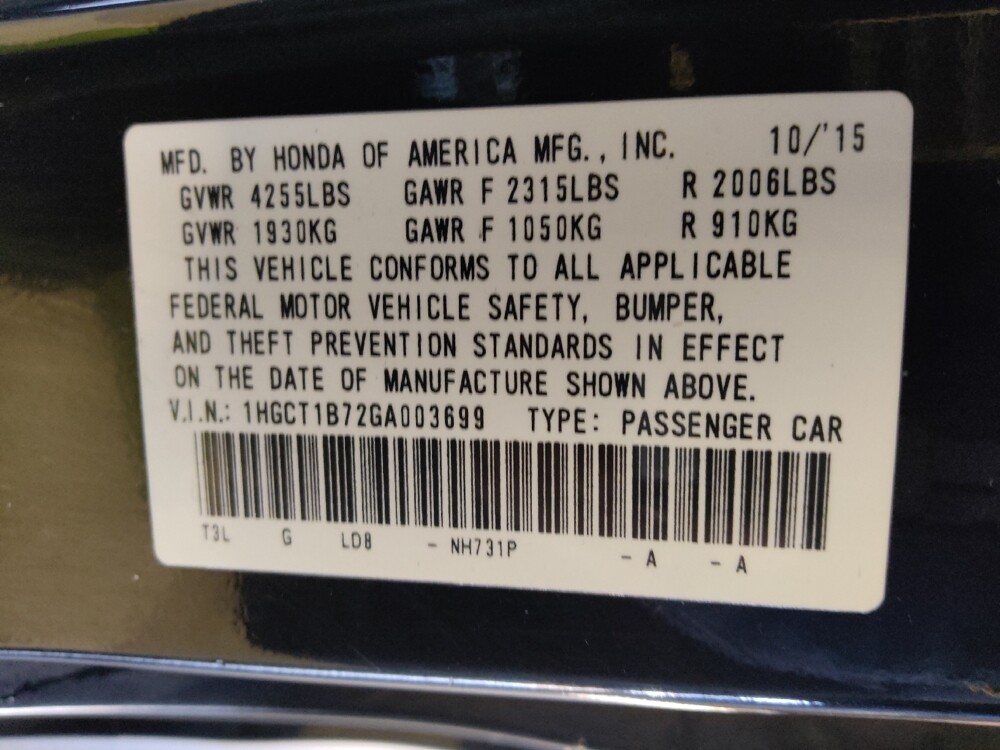 MFD. BY HONDA OF AMERICA MFG., INC. 10/'15
GVWR 4255LBS GAWR F 2315LBS R 2006LBS
GVWR 1930KG GAWR F 1050KG R 910KG
THIS VEHICLE CONFORMS TO ALL APPLICABLE
FEDERAL MOTOR VEHICLE SAFETY, BUMPER,
AND THEFT PREVENTION STANDARDS IN EFFECT
ON THE DATE OF MANUFACTURE SHOWN ABOVE.
V.I.N.: 1HGCT1B72GA003699 TYPE: PASSENGER CAR
T3L G LD8 - NH731P - A - A